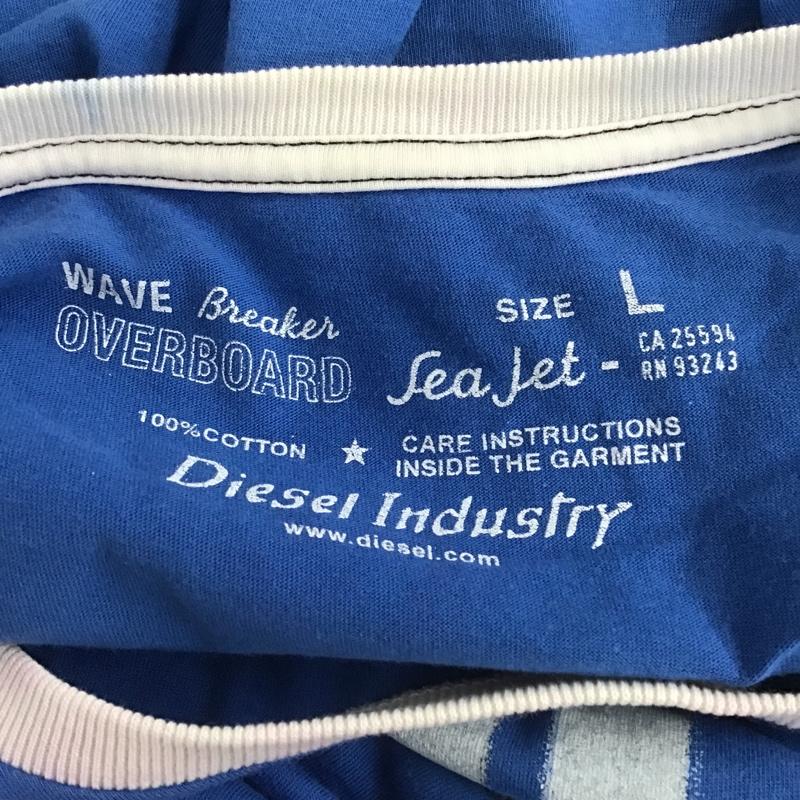 WAVE Breaker
OVERBOARD
SIZE L
Sea Jet - CA 25594
RN 93243
100% COTTON ★ CARE INSTRUCTIONS
INSIDE THE GARMENT
Diesel Industry
www.diesel.com